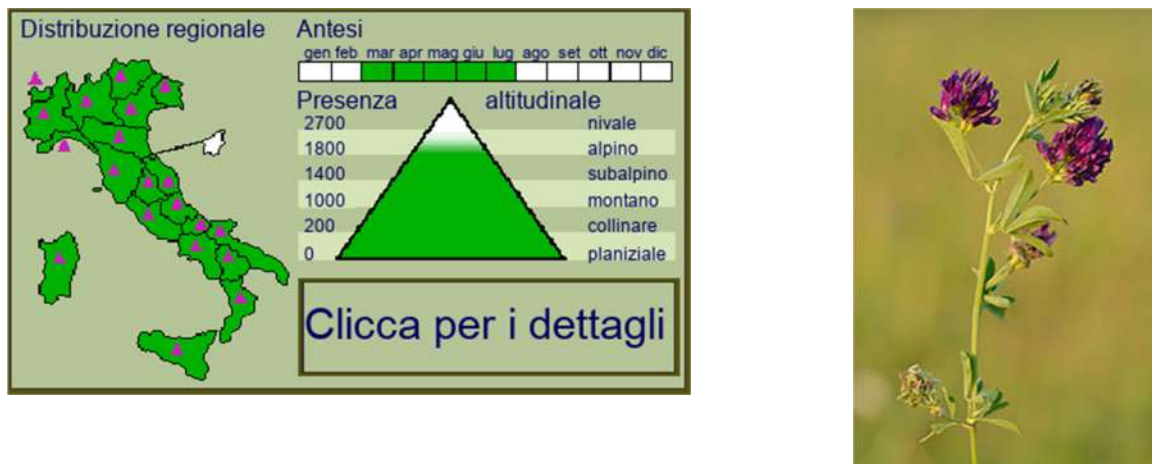 Distribuzione regionale
Antesi
gen feb mar apr mag giu lug ago set ott nov dic
Presenza altitudinale
2700 nivale
1800 alpino
1400 subalpino
1000 montano
200 collinare
0 planiziale
Clicca per i dettagli